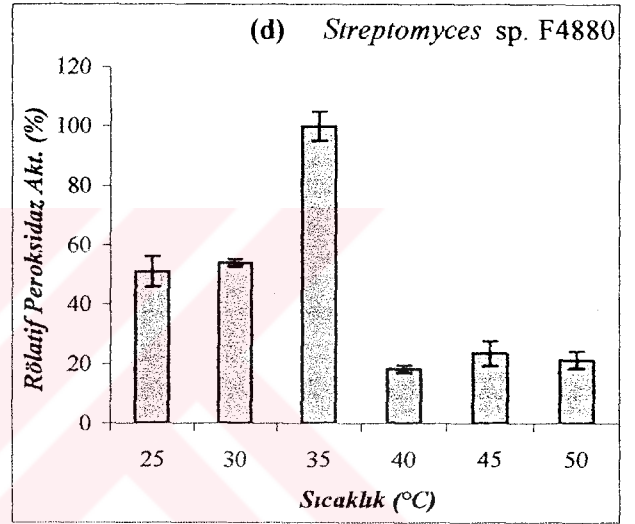 (d) Streptomyces sp. F4880
Rölatif Peroksidaz Akt. (%)
120
100
80
60
40
20
0
25 30 35 40 45 50
Sıcaklık (°C)